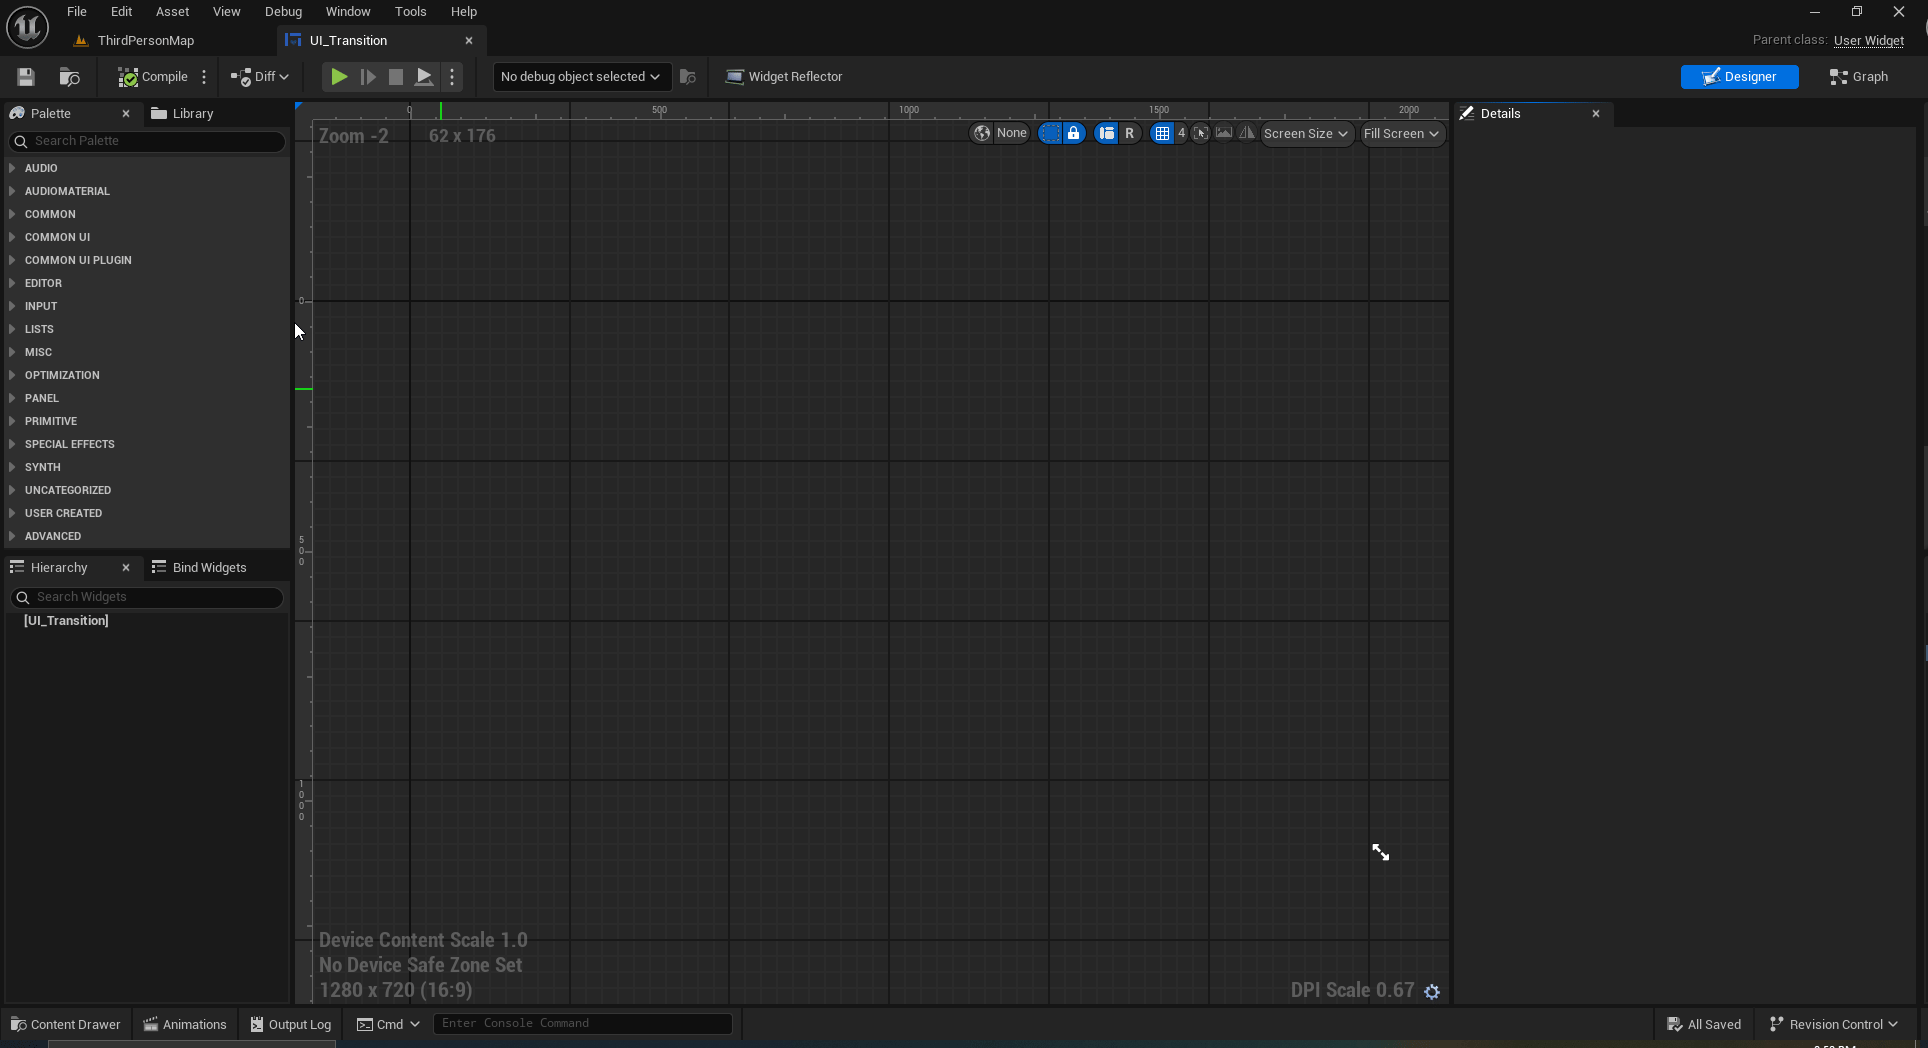 File Edit Asset View Debug Window Tools Help
ThirdPersonMap
UI_Transition
Parent class: User Widget
Compile
Diff
No debug object selected
Widget Reflector
Designer
Graph
Palette
Library
Search Palette
AUDIO
AUDIOMATERIAL
COMMON
COMMON UI
COMMON UI PLUGIN
EDITOR
INPUT
LISTS
MISC
OPTIMIZATION
PANEL
PRIMITIVE
SPECIAL EFFECTS
SYNTH
UNCATEGORIZED
USER CREATED
ADVANCED
Hierarchy
Bind Widgets
Search Widgets
[UI_Transition]
0 500 1000 1500 2000
Zoom -2
62 x 176
None
R
4
Screen Size
Fill Screen
0
500
1000
Device Content Scale 1.0
No Device Safe Zone Set
1280 x 720 (16:9)
DPI Scale 0.67
Details
Content Drawer
Animations
Output Log
Cmd
Enter Console Command
All Saved
Revision Control